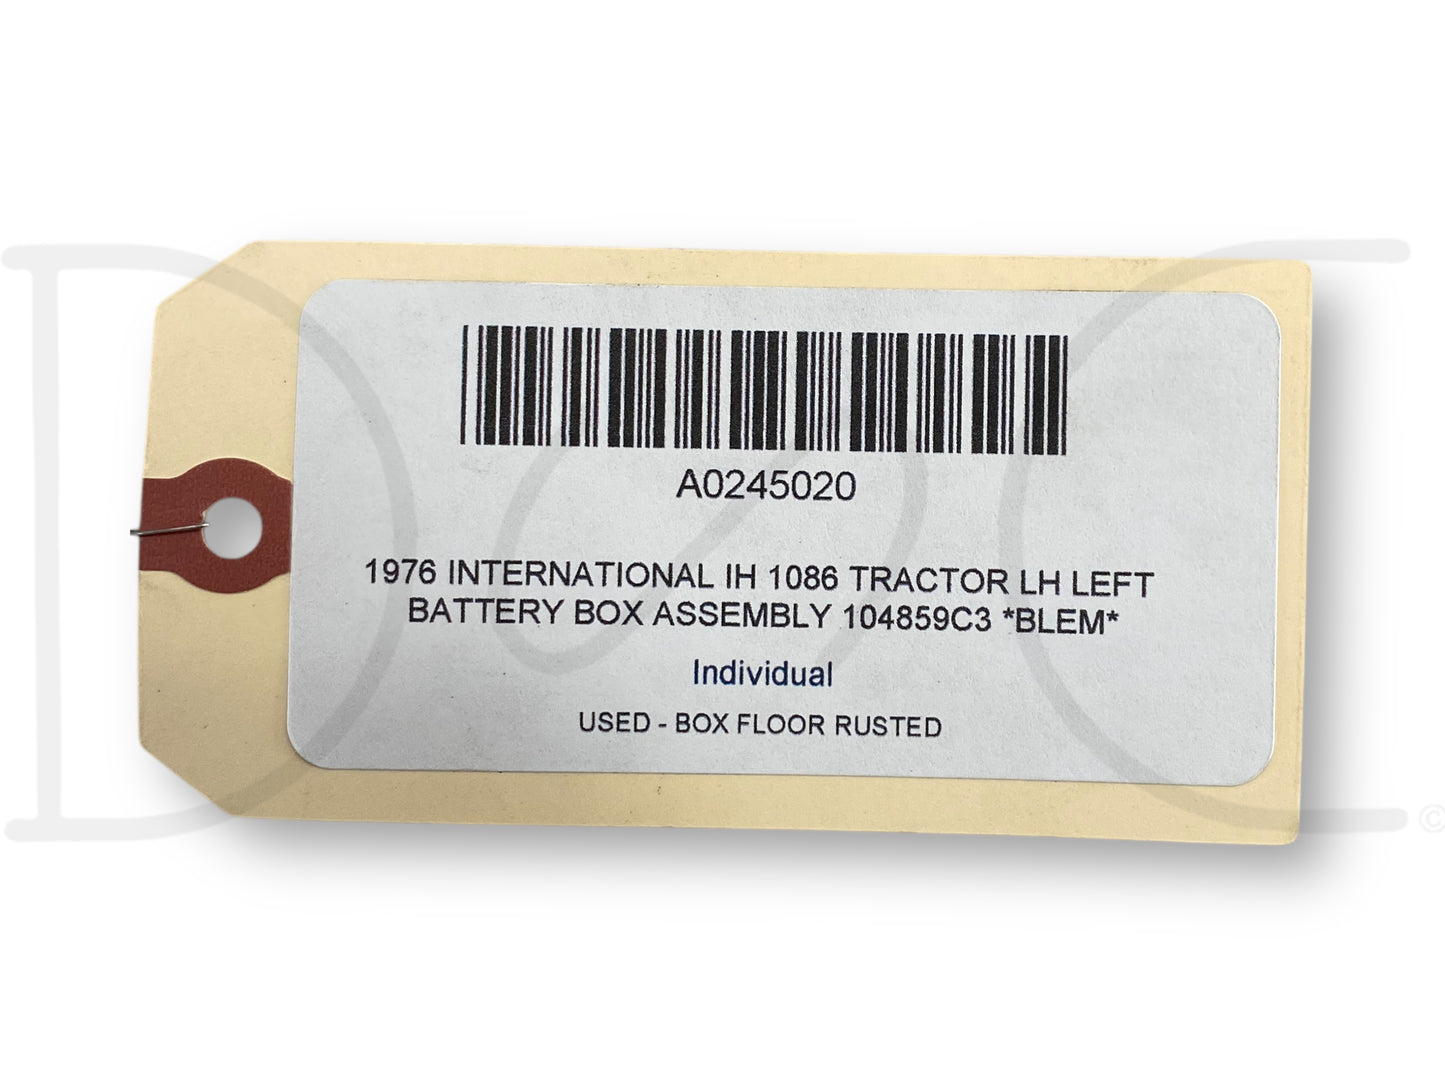 A0245020
1976 INTERNATIONAL IH 1086 TRACTOR LH LEFT
BATTERY BOX ASSEMBLY 104859C3 *BLEM*
Individual
USED - BOX FLOOR RUSTED
D&C ©